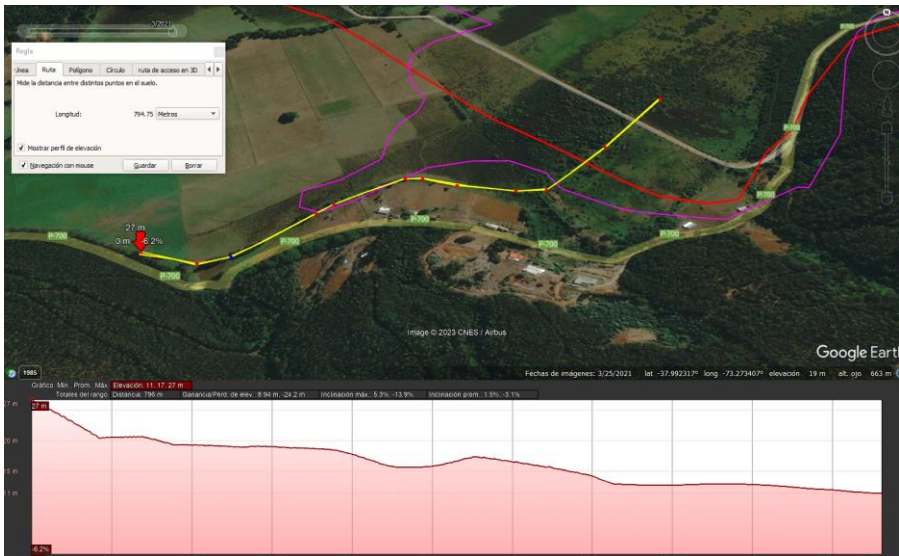 Regla
Línea Ruta Polígono Círculo ruta de acceso en 3D
Mide la distancia entre distintos puntos en el suelo.
Longitud: 794.75 Metros
Mostrar perfil de elevación
Navegación con mouse Guardar Borrar
N
P-700
P-700
P-700
P-700
P-700
P-700
P-700
P-700
P-700
27 m
0 m -6.2%
Image © 2023 CNES / Airbus
Google Earth
1985
Fechas de imágenes: 3/25/2021 lat -37.992317° long -73.273407° elevación 19 m alt. ojo 663 m
Gráfico Mín. Prom. Máx. Elevación: 11, 17, 27 m
Totales del rango: Distancia: 796 m Ganancia/Pérd. de elev.: 8.94 m, -24.2 m Inclinación máx.: 5.3%, -13.9% Inclinación prom.: 1.5%, -3.1%
27 m
27 m
20 m
15 m
11 m
-6.2%